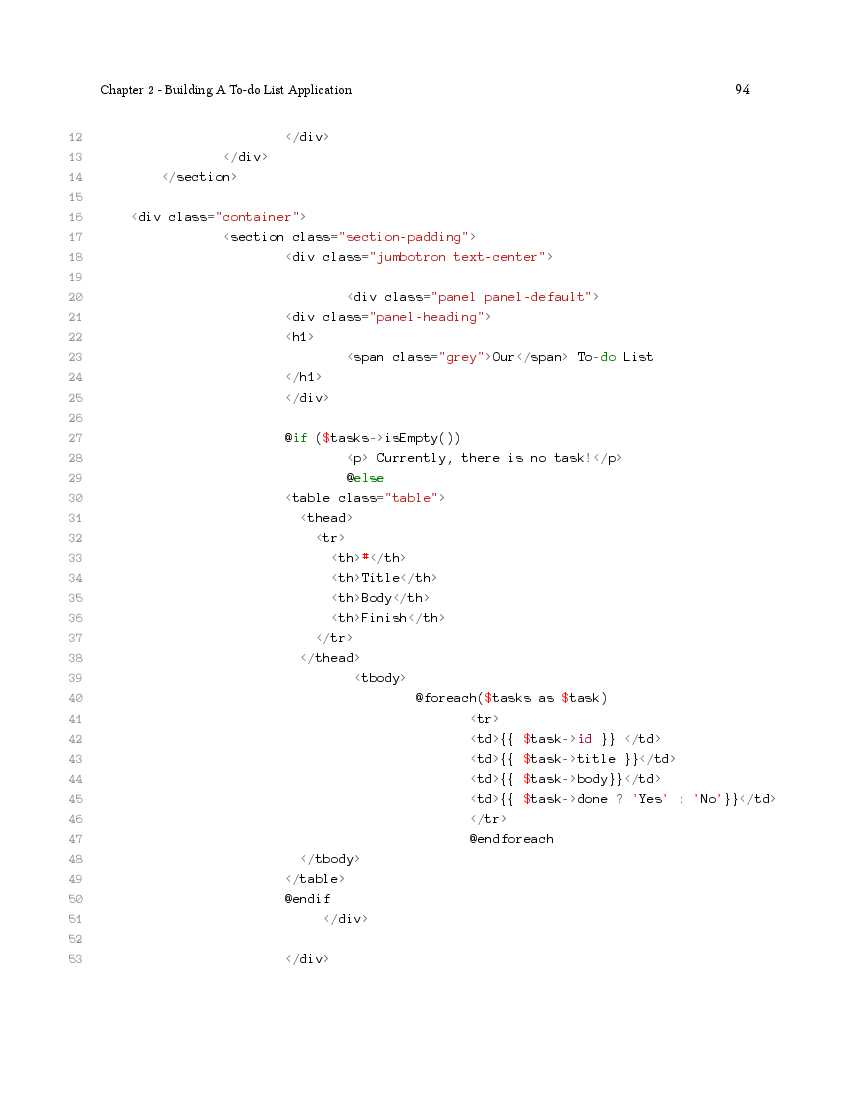 Chapter 2 - Building A To-do List Application 94
12 </div>
13 </div>
14 </section>
15
16 <div class="container">
17 <section class="section-padding">
18 <div class="jumbotron text-center">
19
20 <div class="panel panel-default">
21 <div class="panel-heading">
22 <h1>
23 <span class="grey">Our</span> To-do List
24 </h1>
25 </div>
26
27 @if ($tasks->isEmpty())
28 <p> Currently, there is no task!</p>
29 @else
30 <table class="table">
31 <thead>
32 <tr>
33 <th>#</th>
34 <th>Title</th>
35 <th>Body</th>
36 <th>Finish</th>
37 </tr>
38 </thead>
39 <tbody>
40 @foreach($tasks as $task)
41 <tr>
42 <td>{{ $task->id }} </td>
43 <td>{{ $task->title }}</td>
44 <td>{{ $task->body}}</td>
45 <td>{{ $task->done ? 'Yes' : 'No'}}</td>
46 </tr>
47 @endforeach
48 </tbody>
49 </table>
50 @endif
51 </div>
52
53 </div>